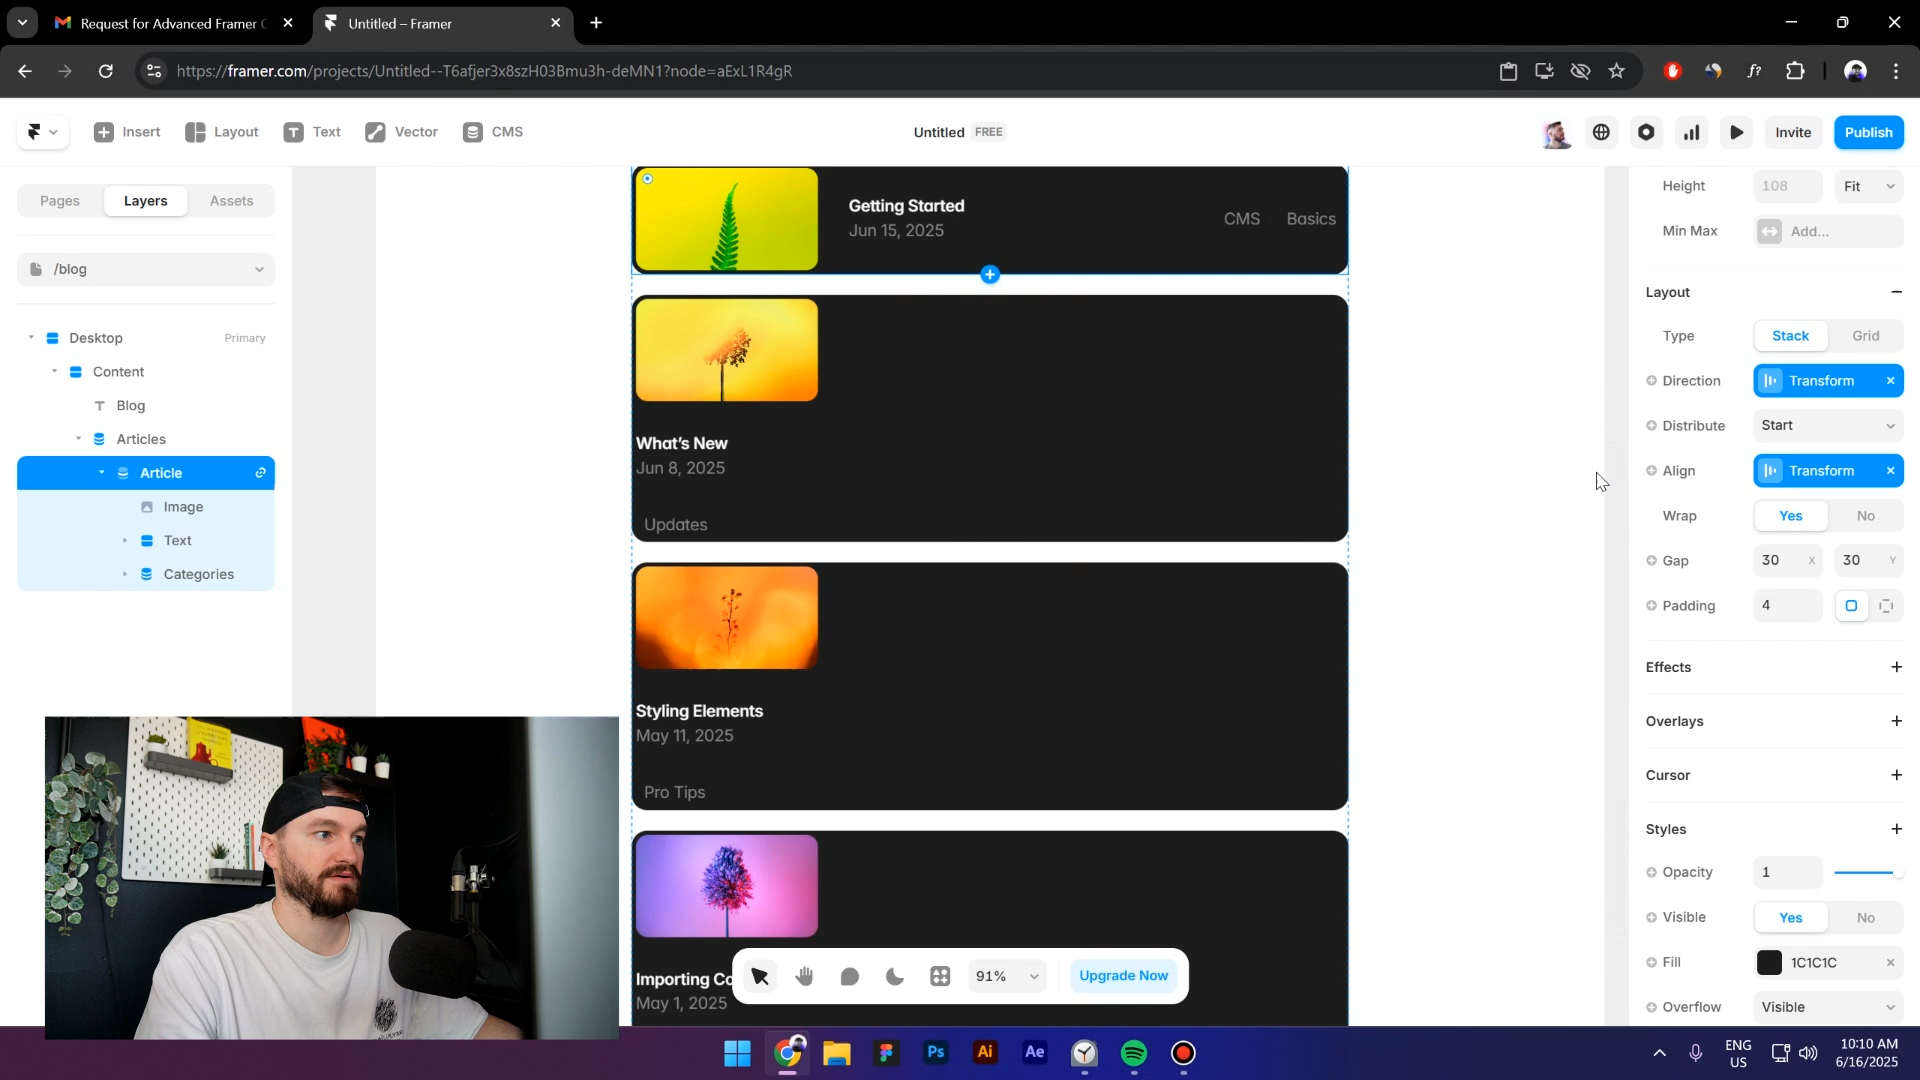 Request for Advanced Framer C
Untitled – Framer
https://framer.com/projects/Untitled--T6afjer3x8szH03Bmu3h-deMN1?node=aExL1R4gR
f?
Insert
Layout
Text
Vector
CMS
Untitled FREE
Invite
Publish
Pages
Layers
Assets
/blog
Desktop
Primary
Content
Blog
Articles
Article
Image
Text
Categories
Getting Started
Jun 15, 2025
CMS
Basics
What's New
Jun 8, 2025
Updates
Styling Elements
May 11, 2025
Pro Tips
Importing Co
May 1, 2025
91%
Upgrade Now
Height
108
Fit
Min Max
Add...
Layout
Type
Stack
Grid
Direction
Transform
Distribute
Start
Align
Transform
Wrap
Yes
No
Gap
30 X
30 Y
Padding
4
Effects
Overlays
Cursor
Styles
Opacity
1
Visible
Yes
No
Fill
1C1C1C
Overflow
Visible
Ps
Ai
Ae
ENG
US
10:10 AM
6/16/2025